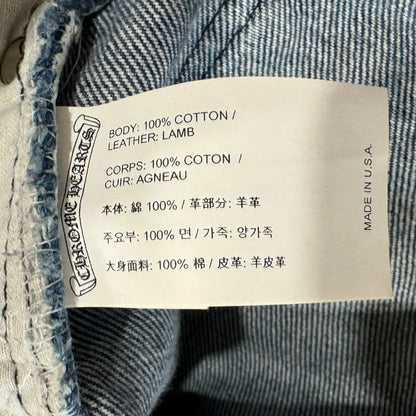 CHROME HEARTS
BODY: 100% COTTON /
LEATHER: LAMB
CORPS: 100% COTON /
CUIR: AGNEAU
本体: 綿 100% / 革部分: 羊革
주요부: 100% 면 / 가죽: 양가죽
大身面料: 100% 棉 / 皮革: 羊皮革
MADE IN U.S.A.